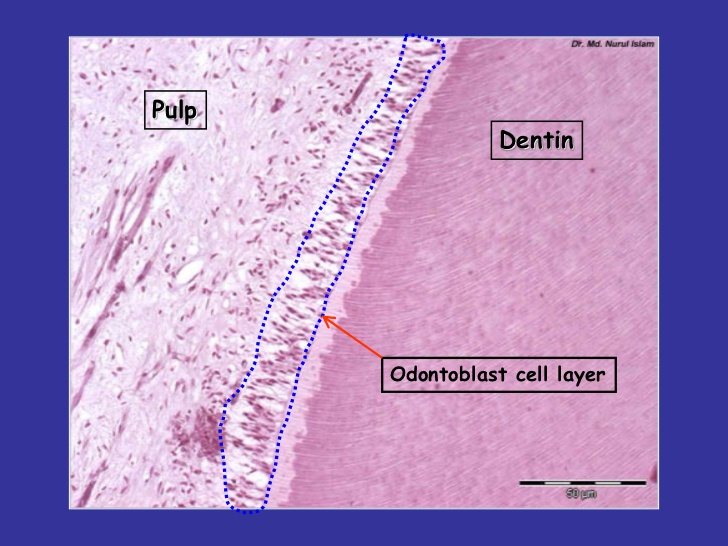 Dr. Md. Nurul Islam
Pulp
Dentin
Odontoblast cell layer
50 µm